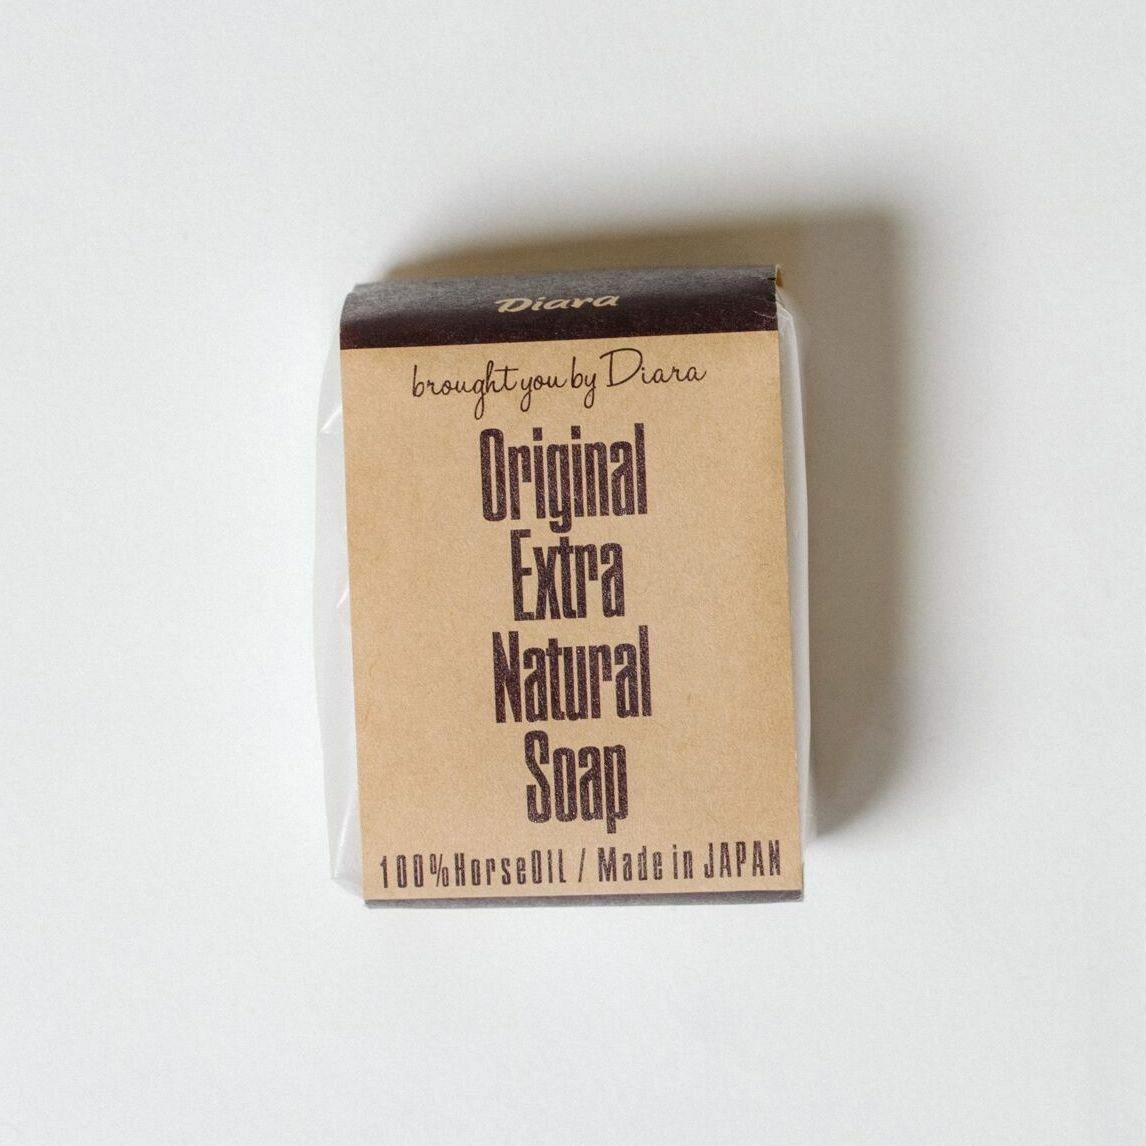 Diara
brought you by Diara
Original
Extra
Natural
Soap
100%HorseOIL / Made in JAPAN